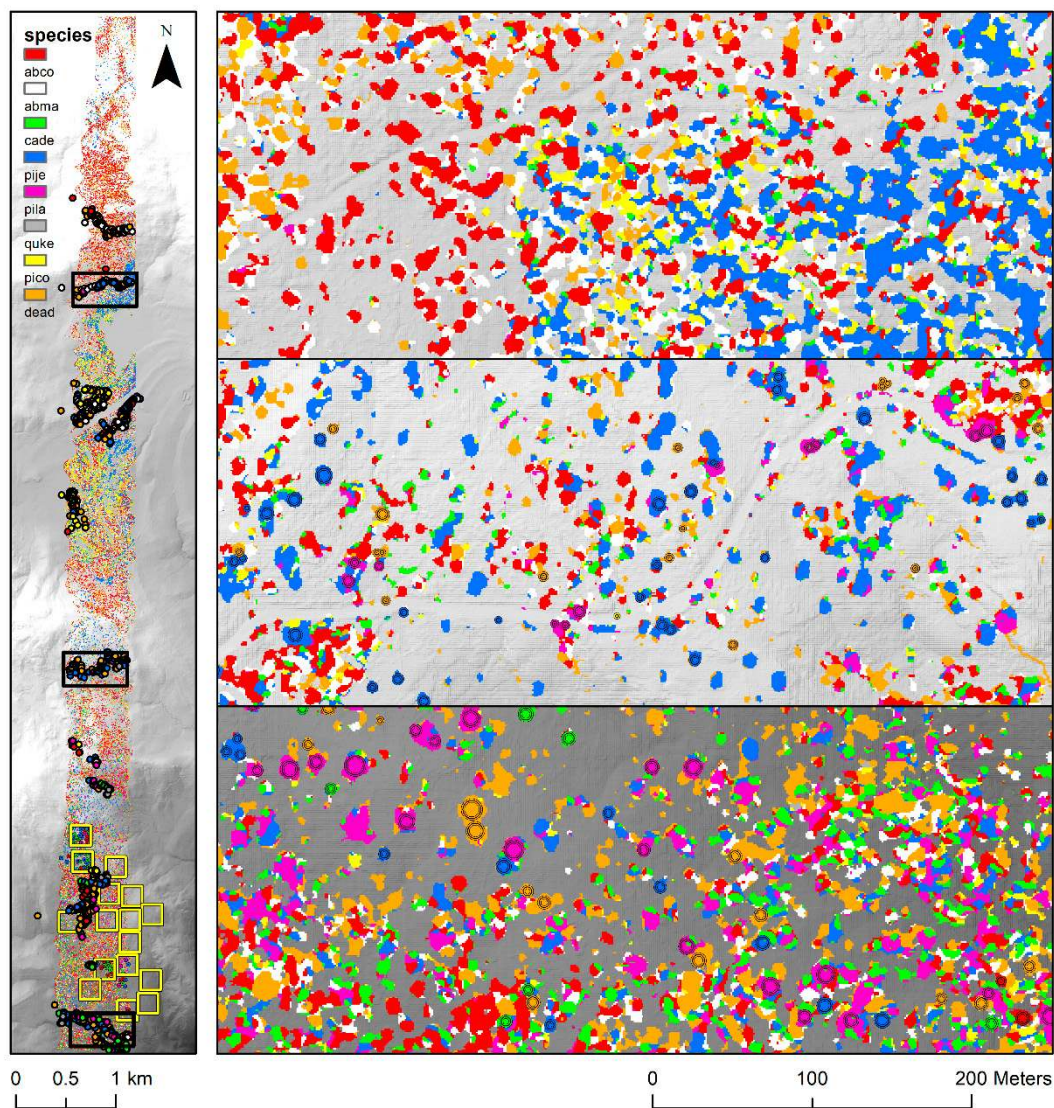 species
N
abco
abma
cade
pije
pila
quke
pico
dead
0 0.5 1 km
0 100 200 Meters